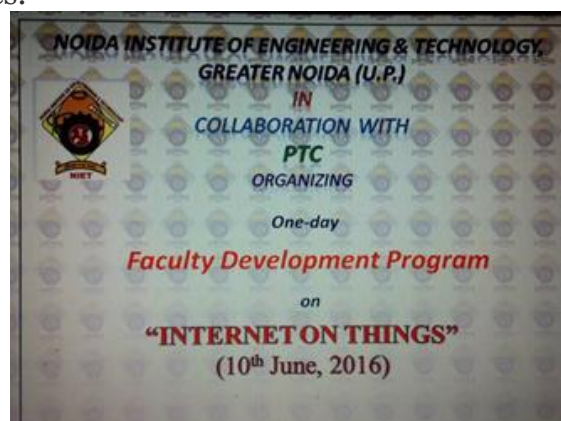 NOIDA INSTITUTE OF ENGINEERING & TECHNOLOGY,
GREATER NOIDA (U.P.)
IN
COLLABORATION WITH
PTC
ORGANIZING
NIET
One-day
Faculty Development Program
on
“INTERNET ON THINGS”
(10th June, 2016)